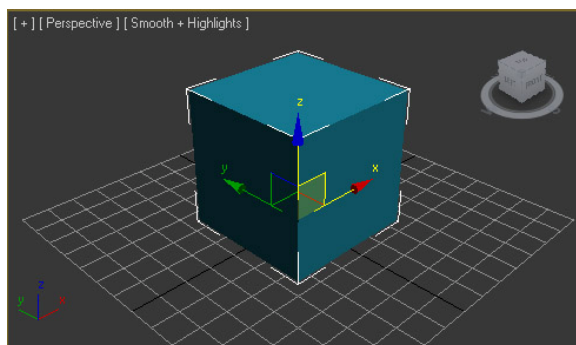 [ + ] [ Perspective ] [ Smooth + Highlights ]
z
y x
z
y x